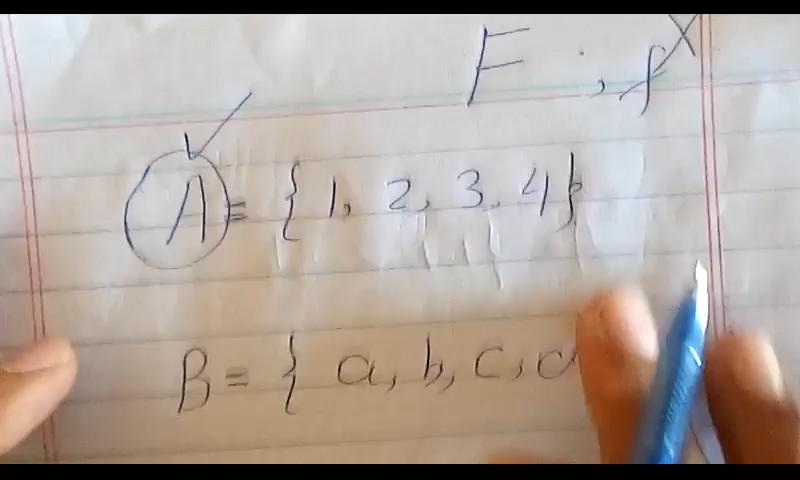 F , f
A = { 1, 2, 3, 4}
B = { a, b, c, d